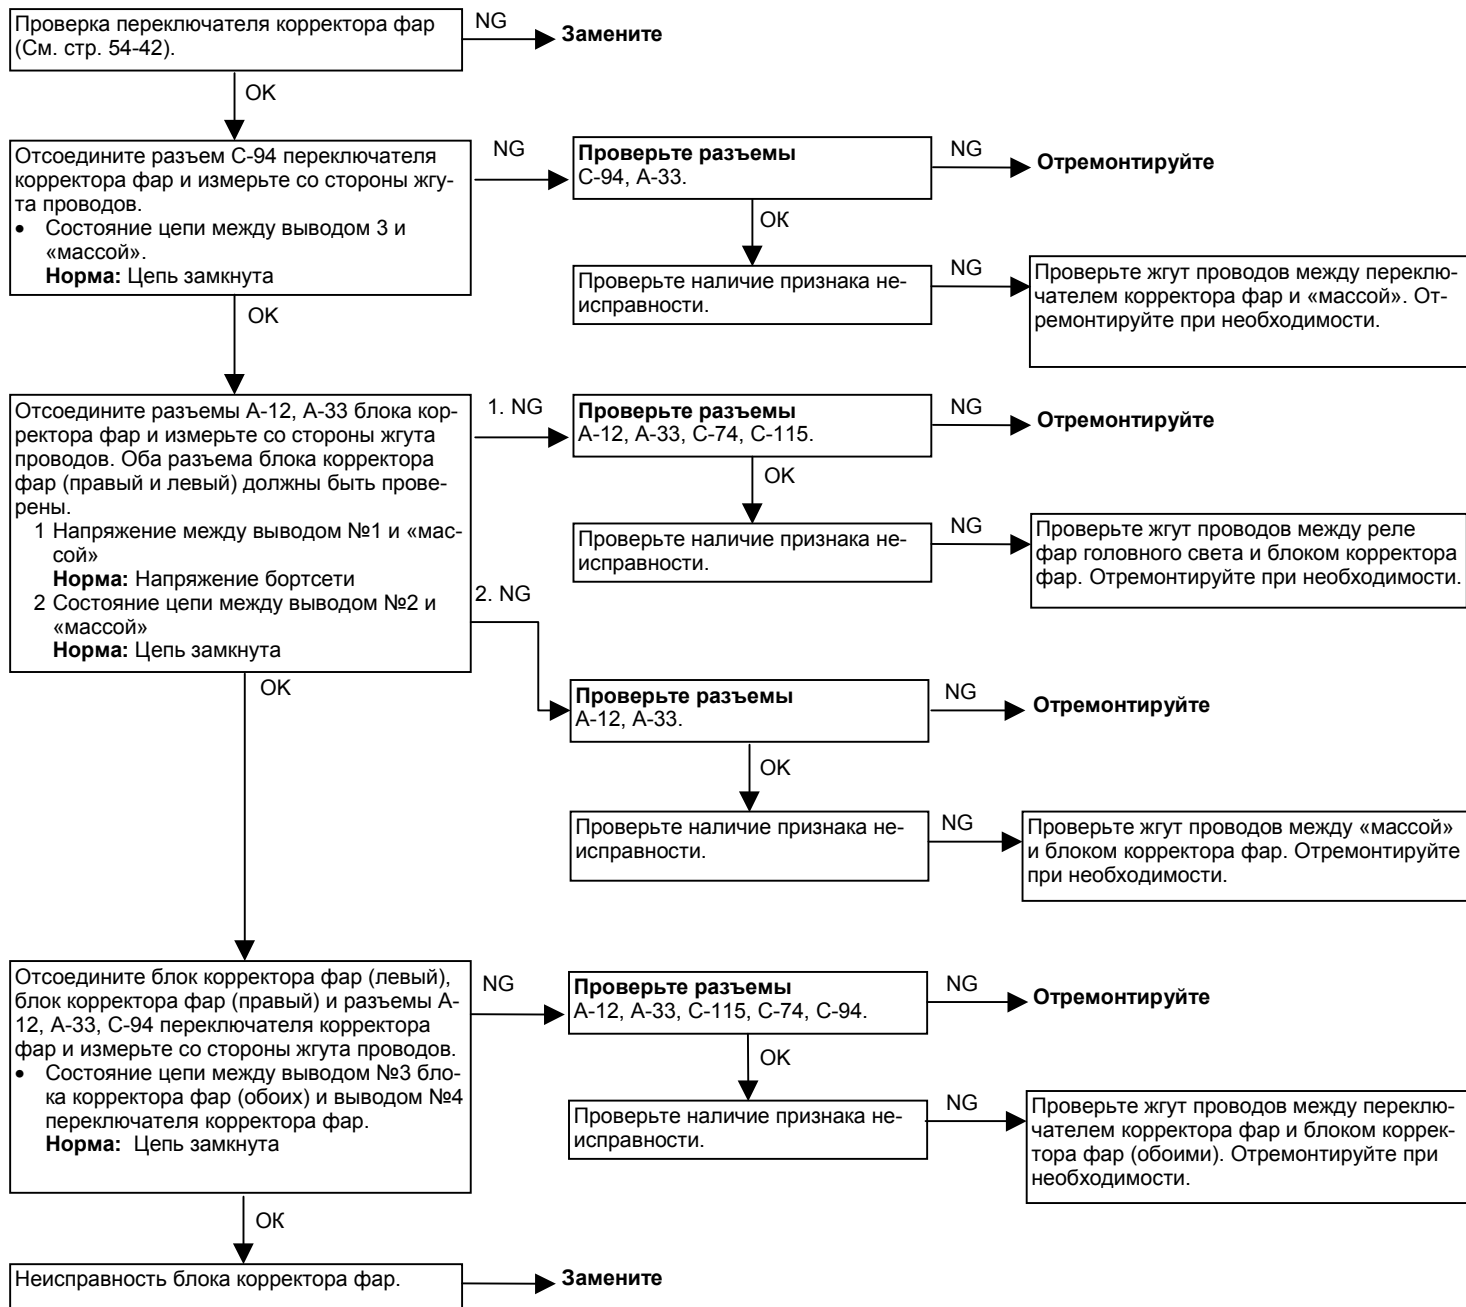 Проверка переключателя корректора фар
(См. стр. 54-42).
NG
Замените
OK
Отсоедините разъем C-94 переключателя
корректора фар и измерьте со стороны жгу-
та проводов.
• Состояние цепи между выводом 3 и
«массой».
Норма: Цепь замкнута
NG
Проверьте разъемы
C-94, A-33.
NG
Отремонтируйте
OK
Проверьте наличие признака не-
исправности.
NG
Проверьте жгут проводов между переклю-
чателем корректора фар и «массой». От-
ремонтируйте при необходимости.
OK
Отсоедините разъемы A-12, A-33 блока кор-
ректора фар и измерьте со стороны жгута
проводов. Оба разъема блока корректора
фар (правый и левый) должны быть прове-
рены.
1 Напряжение между выводом №1 и «мас-
сой»
Норма: Напряжение бортсети
2 Состояние цепи между выводом №2 и
«массой»
Норма: Цепь замкнута
1. NG
Проверьте разъемы
A-12, A-33, C-74, C-115.
NG
Отремонтируйте
OK
Проверьте наличие признака не-
исправности.
NG
Проверьте жгут проводов между реле
фар головного света и блоком корректора
фар. Отремонтируйте при необходимости.
2. NG
Проверьте разъемы
A-12, A-33.
NG
Отремонтируйте
OK
Проверьте наличие признака не-
исправности.
NG
Проверьте жгут проводов между «массой»
и блоком корректора фар. Отремонтируйте
при необходимости.
OK
Отсоедините блок корректора фар (левый),
блок корректора фар (правый) и разъемы A-
12, A-33, C-94 переключателя корректора
фар и измерьте со стороны жгута проводов.
• Состояние цепи между выводом №3 бло-
ка корректора фар (обоих) и выводом №4
переключателя корректора фар.
Норма: Цепь замкнута
NG
Проверьте разъемы
A-12, A-33, C-115, C-74, C-94.
NG
Отремонтируйте
OK
Проверьте наличие признака не-
исправности.
NG
Проверьте жгут проводов между переклю-
чателем корректора фар и блоком коррек-
тора фар (обоими). Отремонтируйте при
необходимости.
OK
Неисправность блока корректора фар.
Замените